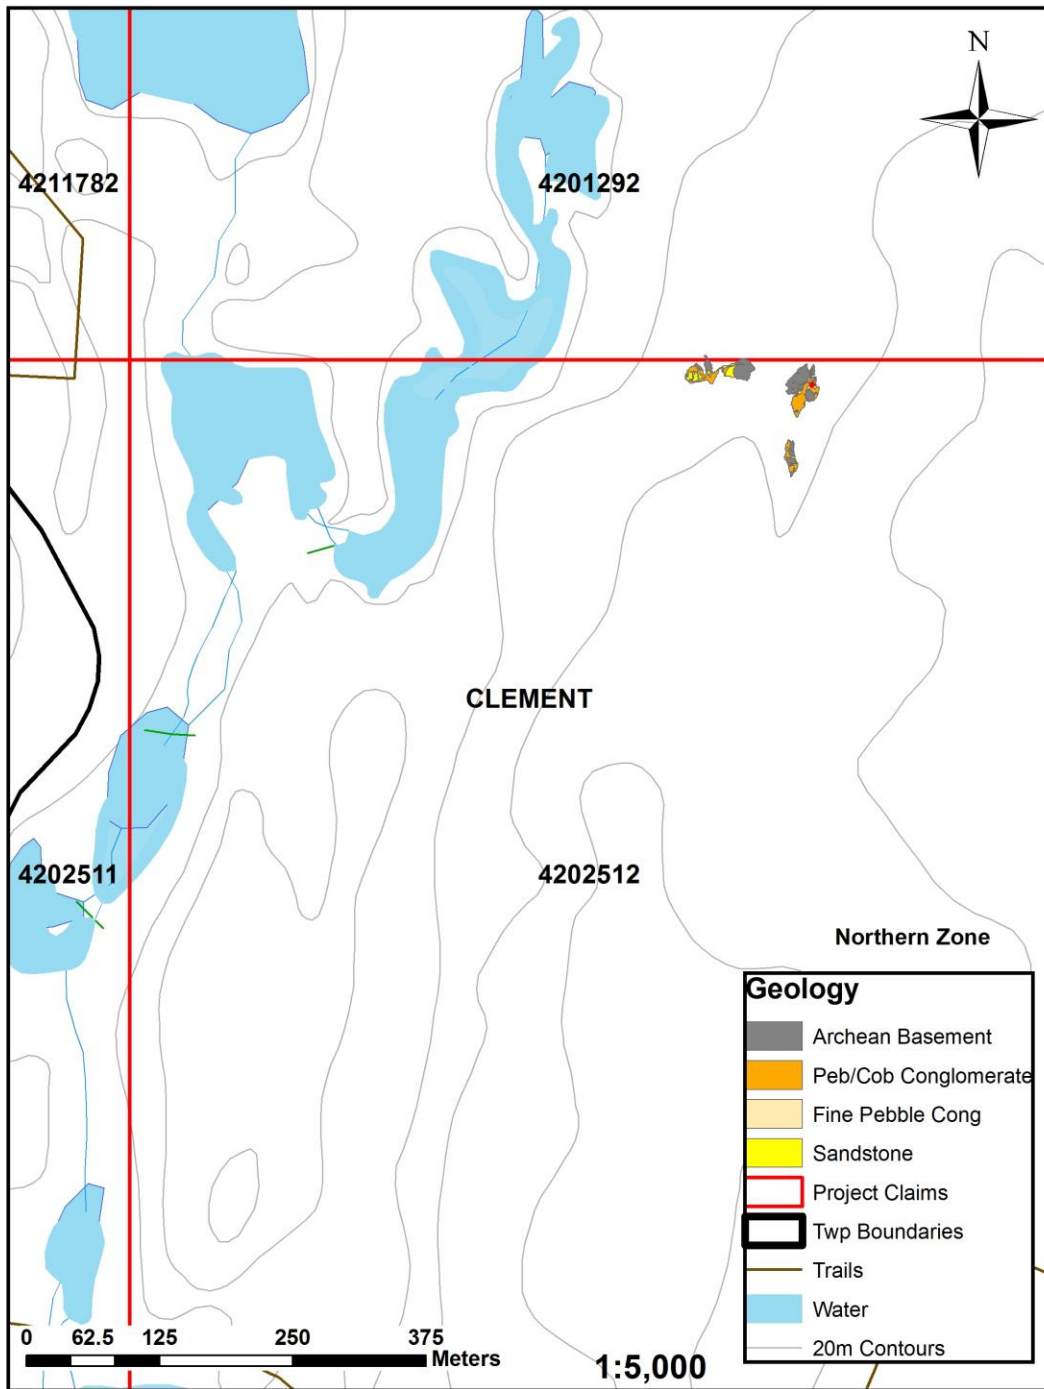 N
4211782
4201292
CLEMENT
4202511
4202512
Northern Zone
Geology
Archean Basement
Peb/Cob Conglomerate
Fine Pebble Cong
Sandstone
Project Claims
Twp Boundaries
Trails
Water
20m Contours
0 62.5 125 250 375
Meters
1:5,000